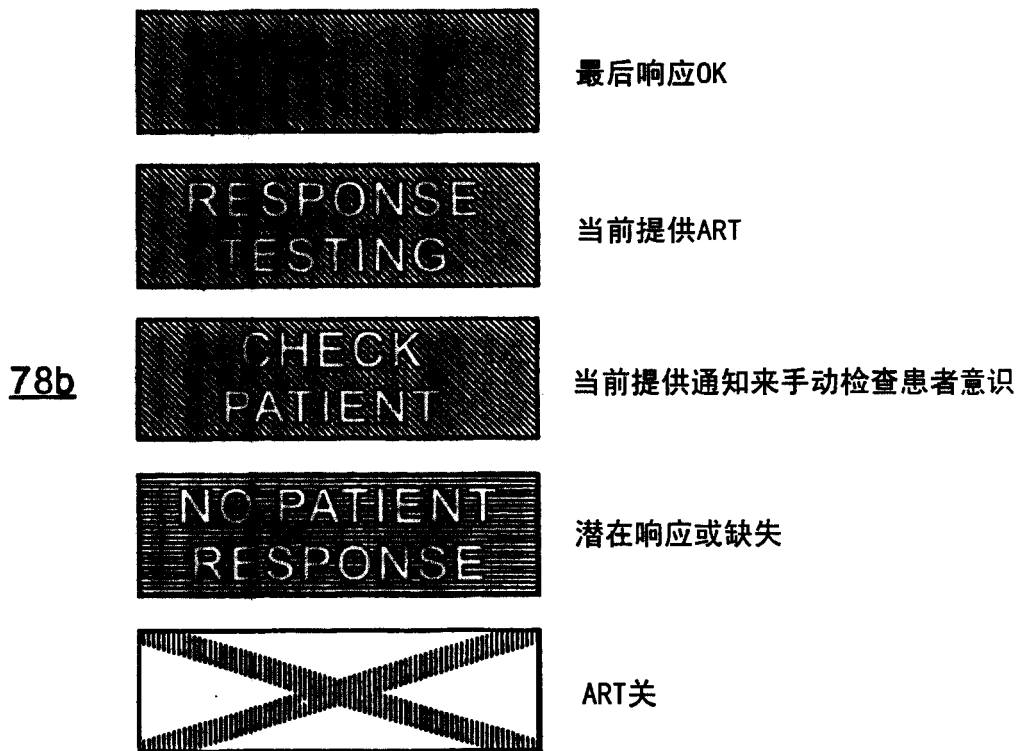 最后响应OK
RESPONSE
TESTING
当前提供ART
CHECK
PATIENT
78b
当前提供通知来手动检查患者意识
NO PATIENT
RESPONSE
潜在响应或缺失
ART关